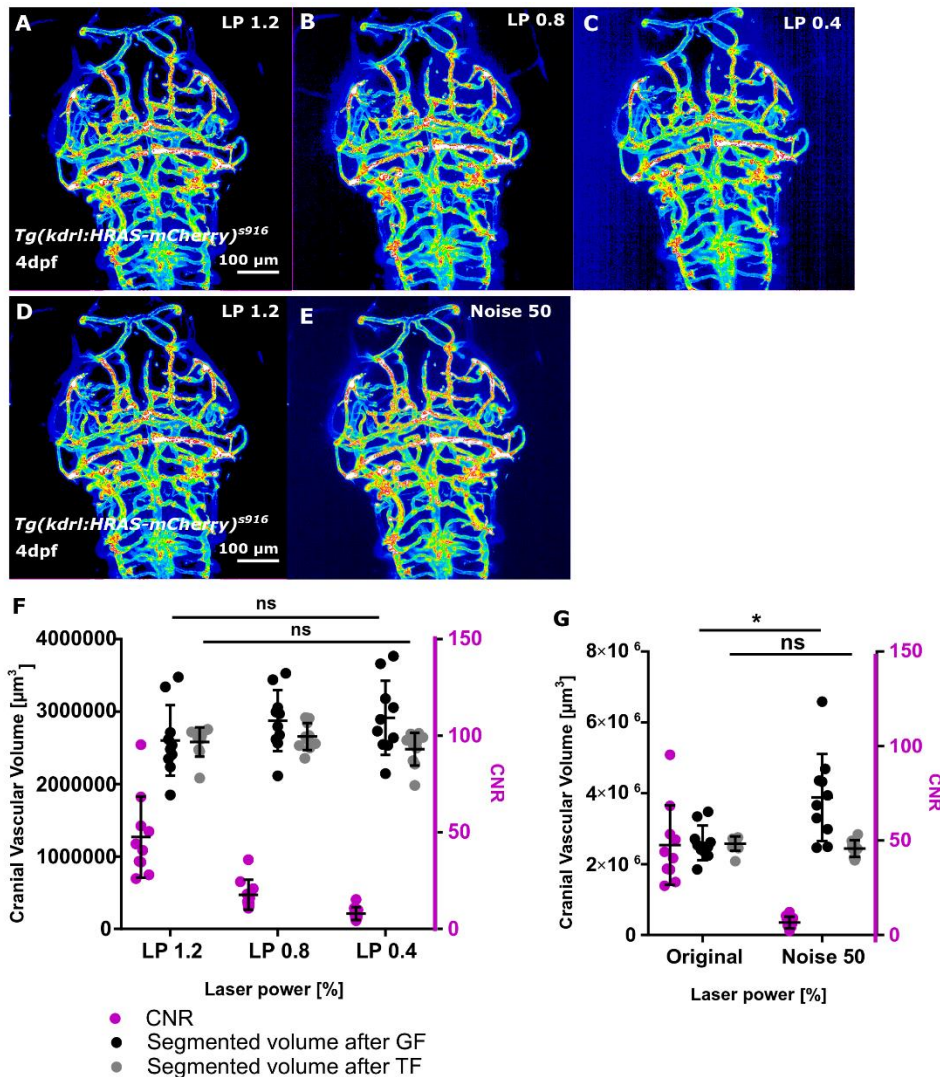 A LP 1.2
B LP 0.8
C LP 0.4
Tg(kdrl:HRAS-mCherry)s916
4dpf
100 µm
D LP 1.2
E Noise 50
Tg(kdrl:HRAS-mCherry)s916
4dpf
100 µm
F
ns
ns
Cranial Vascular Volume [µm³]
4000000
3000000
2000000
1000000
0
150
100
50
0
CNR
LP 1.2 LP 0.8 LP 0.4
Laser power [%]
G
*
ns
Cranial Vascular Volume [µm³]
8×10 6
6×10 6
4×10 6
2×10 6
0
150
100
50
0
CNR
Original Noise 50
Laser power [%]
CNR
Segmented volume after GF
Segmented volume after TF